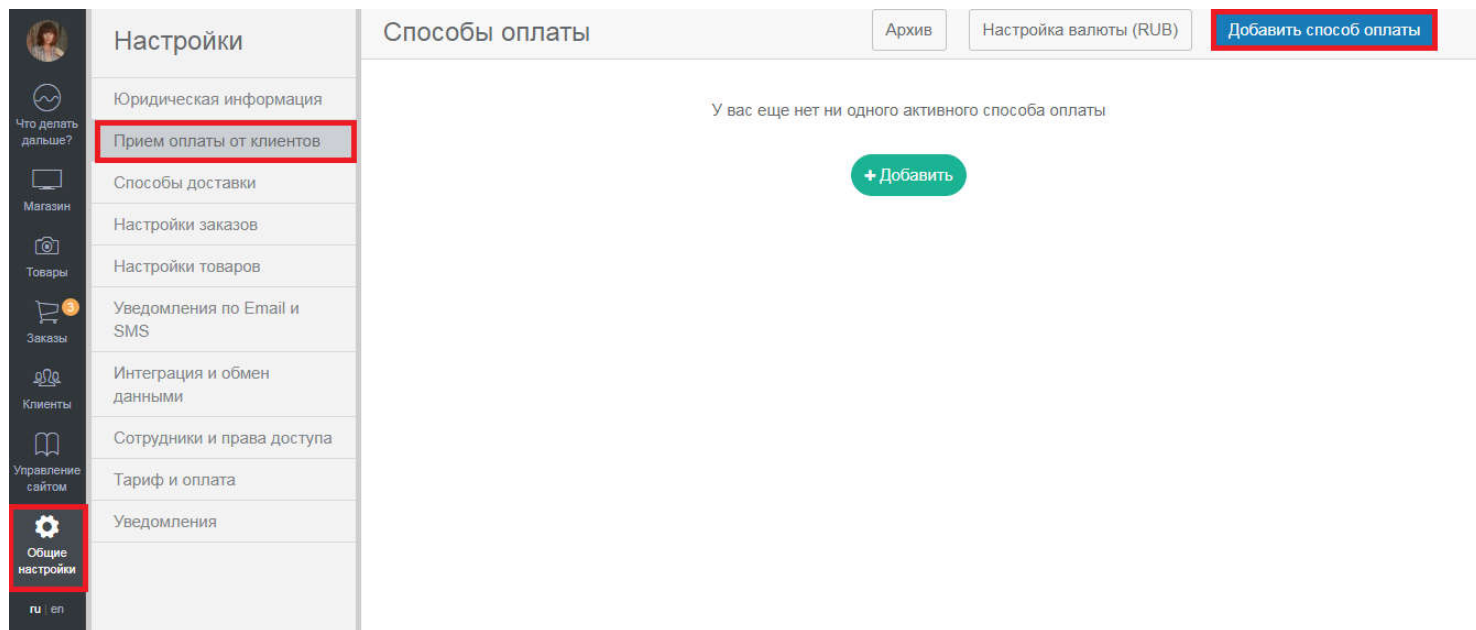 Что делать
дальше?
Магазин
Товары
3
Заказы
Клиенты
Управление
сайтом
Общие
настройки
ru | en
Настройки
Юридическая информация
Прием оплаты от клиентов
Способы доставки
Настройки заказов
Настройки товаров
Уведомления по Email и
SMS
Интеграция и обмен
данными
Сотрудники и права доступа
Тариф и оплата
Уведомления
Способы оплаты
Архив
Настройка валюты (RUB)
Добавить способ оплаты
У вас еще нет ни одного активного способа оплаты
+ Добавить